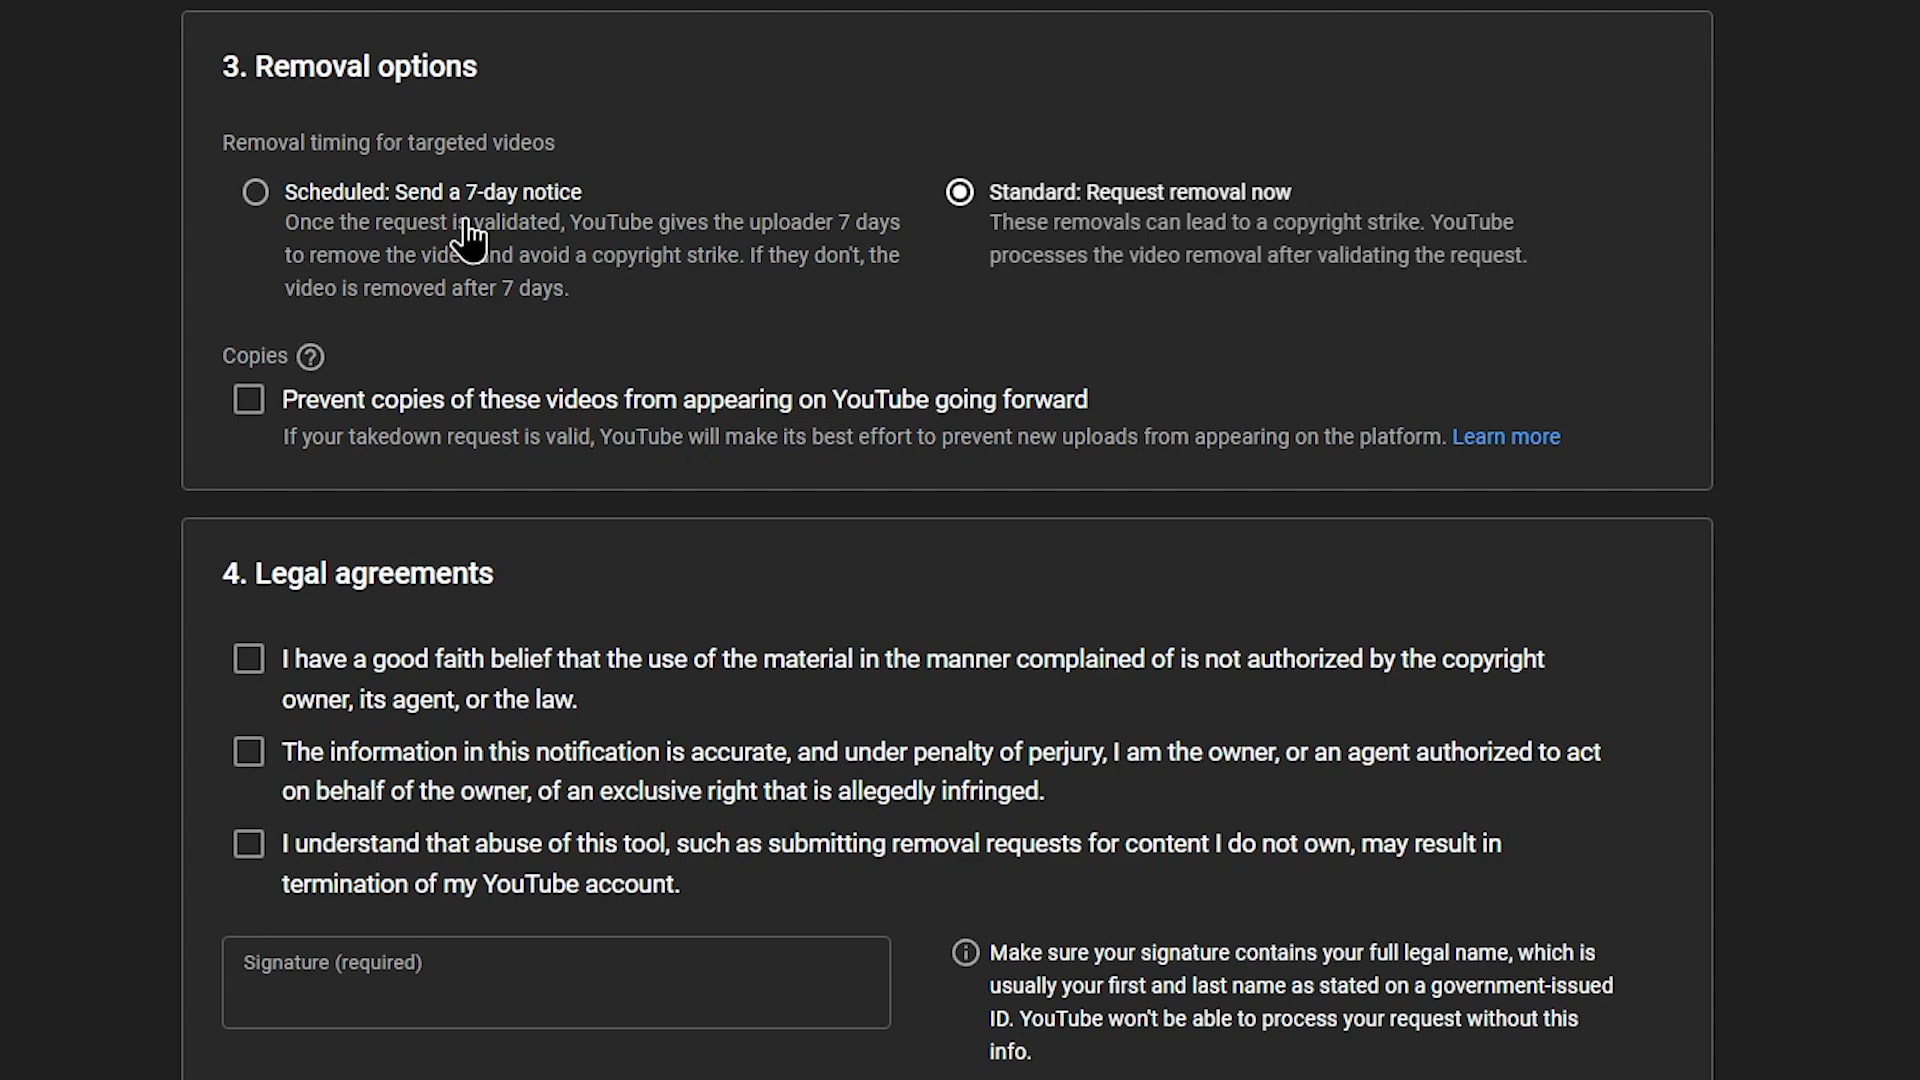 3. Removal options
Removal timing for targeted videos
Scheduled: Send a 7-day notice
Once the request is validated, YouTube gives the uploader 7 days
to remove the video and avoid a copyright strike. If they don't, the
video is removed after 7 days.
Standard: Request removal now
These removals can lead to a copyright strike. YouTube
processes the video removal after validating the request.
Copies
Prevent copies of these videos from appearing on YouTube going forward
If your takedown request is valid, YouTube will make its best effort to prevent new uploads from appearing on the platform. Learn more
4. Legal agreements
I have a good faith belief that the use of the material in the manner complained of is not authorized by the copyright
owner, its agent, or the law.
The information in this notification is accurate, and under penalty of perjury, I am the owner, or an agent authorized to act
on behalf of the owner, of an exclusive right that is allegedly infringed.
I understand that abuse of this tool, such as submitting removal requests for content I do not own, may result in
termination of my YouTube account.
Signature (required)
Make sure your signature contains your full legal name, which is
usually your first and last name as stated on a government-issued
ID. YouTube won't be able to process your request without this
info.